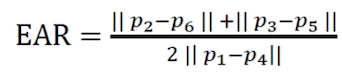 EAR = || p₂−p₆ || +|| p₃−p₅ || / 2 || p₁−p₄||